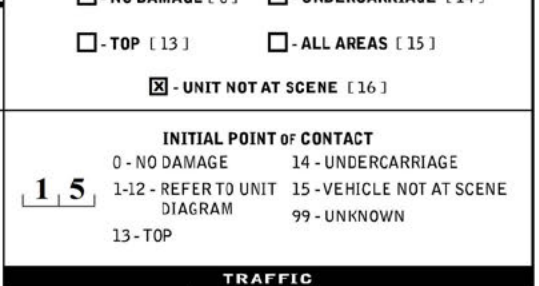 - NO DAMAGE [ 0 ] - UNDERCARRIAGE [ 14 ]
- TOP [ 13 ] - ALL AREAS [ 15 ]
X - UNIT NOT AT SCENE [ 16 ]
INITIAL POINT OF CONTACT
0 - NO DAMAGE 14 - UNDERCARRIAGE
15 1-12 - REFER TO UNIT 15 - VEHICLE NOT AT SCENE
DIAGRAM 99 - UNKNOWN
13 - TOP
TRAFFIC